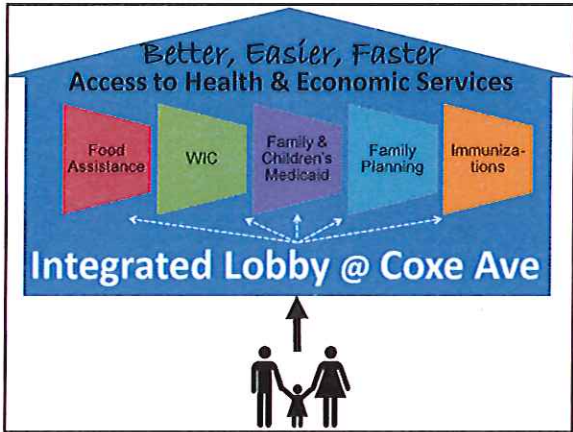 Better, Easier, Faster
Access to Health & Economic Services
Food
Assistance
WIC
Family &
Children's
Medicaid
Family
Planning
Immuniza-
tions
Integrated Lobby @ Coxe Ave